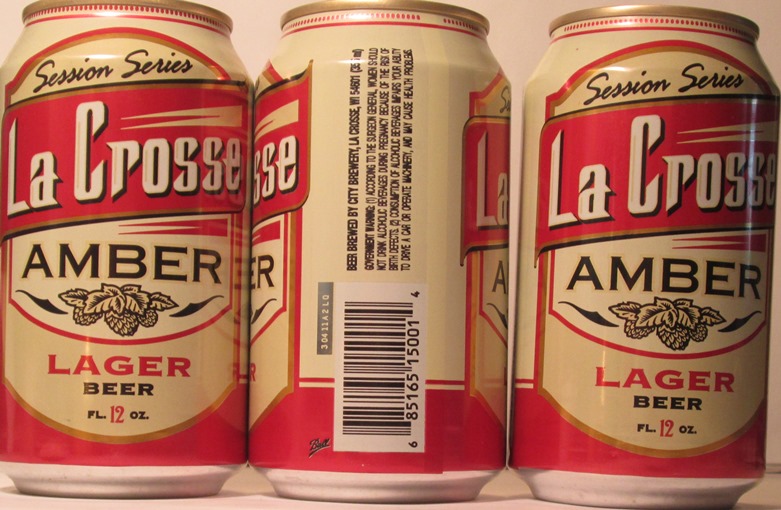 Session Series
La Crosse
AMBER
LAGER
BEER
FL. 12 OZ.
sse
ER
R
BEER BREWED BY CITY BREWERY, LA CROSSE, WI 54601 (355 ml)
GOVERNMENT WARNING: (1) ACCORDING TO THE SURGEON GENERAL, WOMEN SHOULD
NOT DRINK ALCOHOLIC BEVERAGES DURING PREGNANCY BECAUSE OF THE RISK OF
BIRTH DEFECTS. (2) CONSUMPTION OF ALCOHOLIC BEVERAGES IMPAIRS YOUR ABILITY
TO DRIVE A CAR OR OPERATE MACHINERY, AND MAY CAUSE HEALTH PROBLEMS.
30411A2 LQ
6 85165 15001 4
Ball
S
La
A
Session Series
La Crosse
AMBER
LAGER
BEER
FL. 12 OZ.